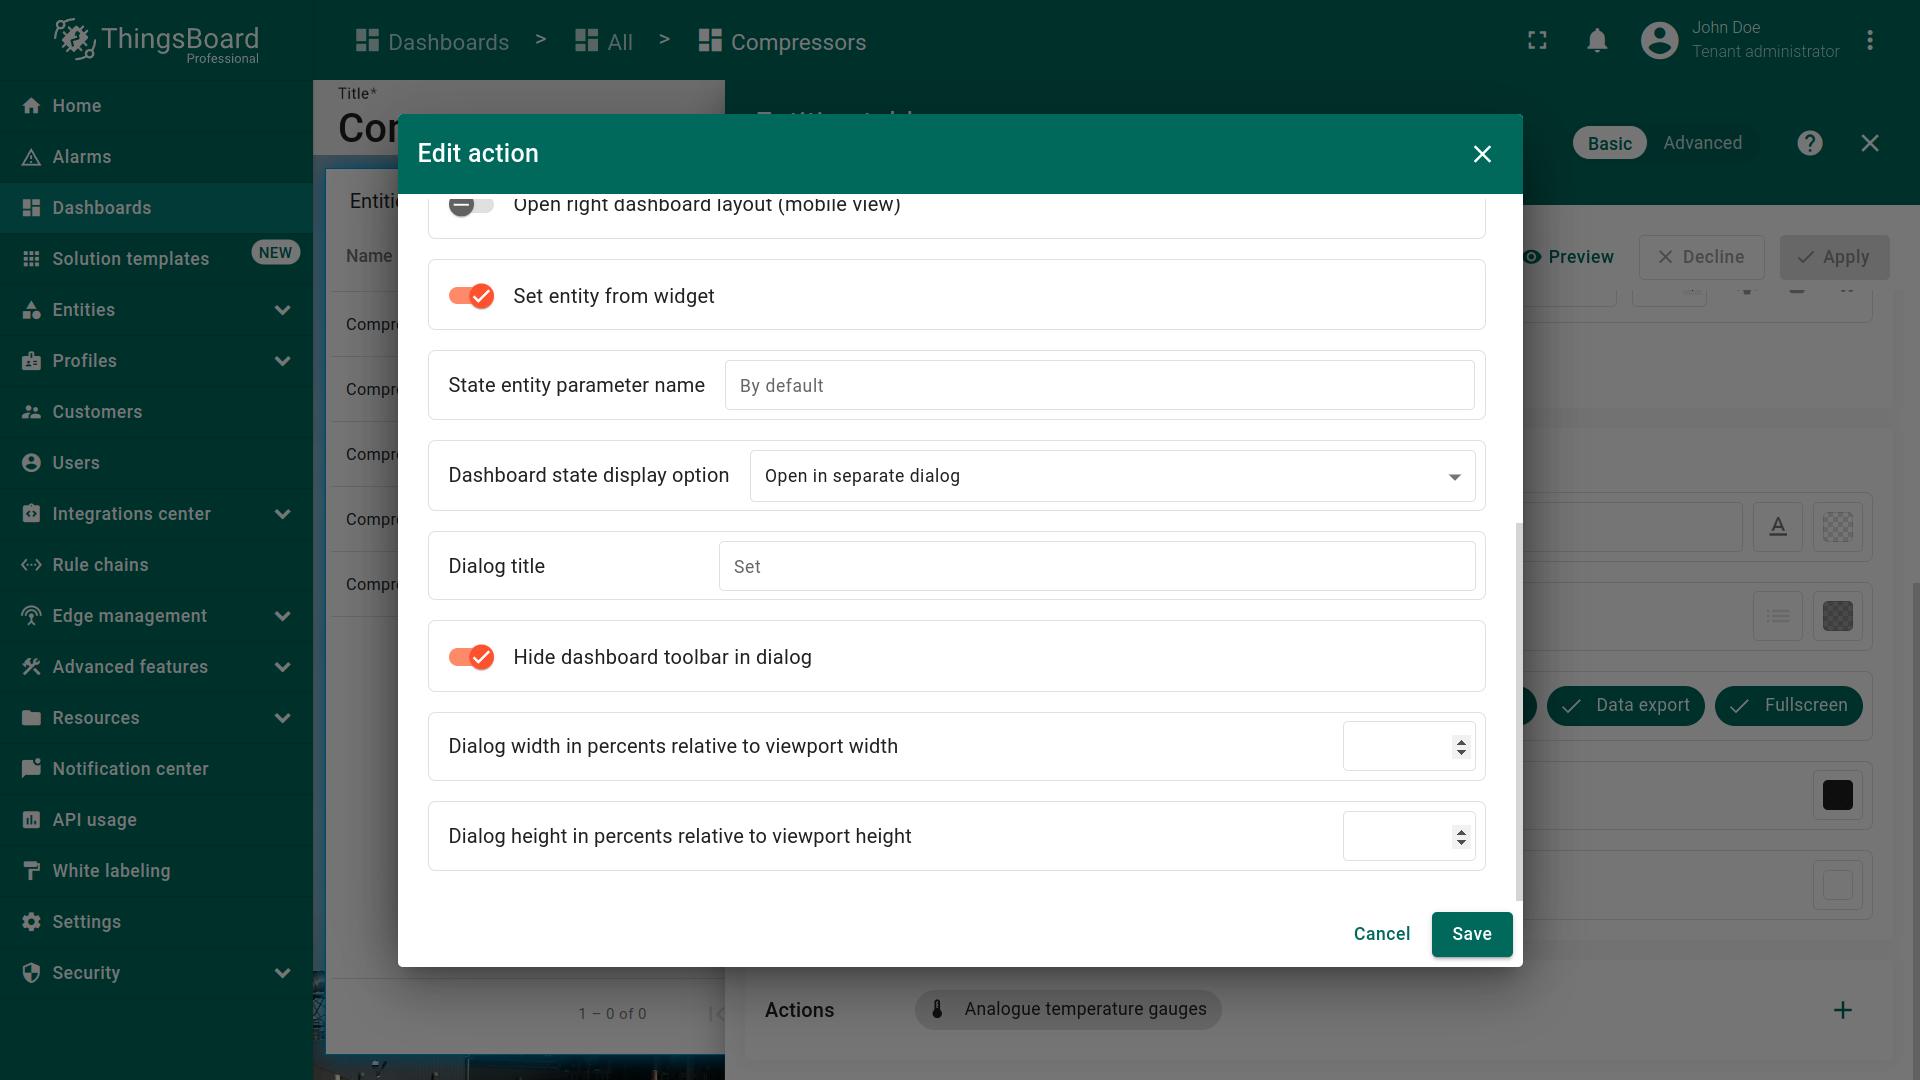 ThingsBoard
Professional
Dashboards > All > Compressors
John Doe
Tenant administrator
Home
Alarms
Dashboards
Solution templates NEW
Entities
Profiles
Customers
Users
Integrations center
Rule chains
Edge management
Advanced features
Resources
Notification center
API usage
White labeling
Settings
Security
Title*
Con
Entiti
Name
Compr
Compr
Compr
Compr
Compr
1 – 0 of 0
Basic Advanced
Preview Decline Apply
Edit action
Open right dashboard layout (mobile view)
Set entity from widget
State entity parameter name By default
Dashboard state display option Open in separate dialog
Dialog title Set
Hide dashboard toolbar in dialog
Dialog width in percents relative to viewport width
Dialog height in percents relative to viewport height
Cancel Save
Data export Fullscreen
Actions Analogue temperature gauges